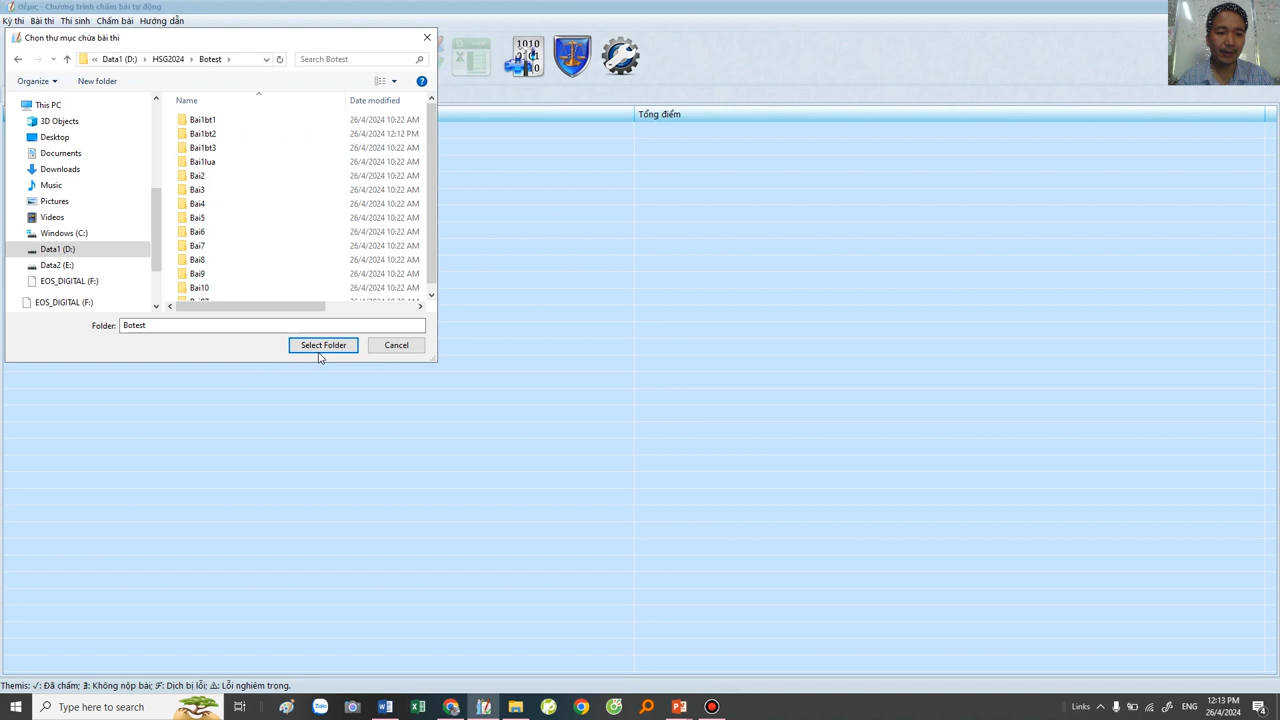 Θέμις - Chương trình chấm bài tự động
Kỳ thi Bài thi Thí sinh Chấm bài Hướng dẫn
Chọn thư mục chứa bài thi
Data1 (D:) HSG2024 Botest
Search Botest
Organize New folder
Name Date modified
This PC
3D Objects
Desktop
Documents
Downloads
Music
Pictures
Videos
Windows (C:)
Data1 (D:)
Data2 (E:)
EOS_DIGITAL (F:)
EOS_DIGITAL (F:)
Bai1bt1 26/4/2024 10:22 AM
Bai1bt2 26/4/2024 12:12 PM
Bai1bt3 26/4/2024 10:22 AM
Bai1lua 26/4/2024 10:22 AM
Bai2 26/4/2024 10:22 AM
Bai3 26/4/2024 10:22 AM
Bai4 26/4/2024 10:22 AM
Bai5 26/4/2024 10:22 AM
Bai6 26/4/2024 10:22 AM
Bai7 26/4/2024 10:22 AM
Bai8 26/4/2024 10:22 AM
Bai9 26/4/2024 10:22 AM
Bai10 26/4/2024 10:22 AM
Folder: Botest
Select Folder Cancel
Tổng điểm
Themis: √: Đã chấm; ∄: Không nộp bài; ℉: Dịch bị lỗi; ⚠: Lỗi nghiêm trọng.
Type here to search
Links ENG 12:13 PM
26/4/2024